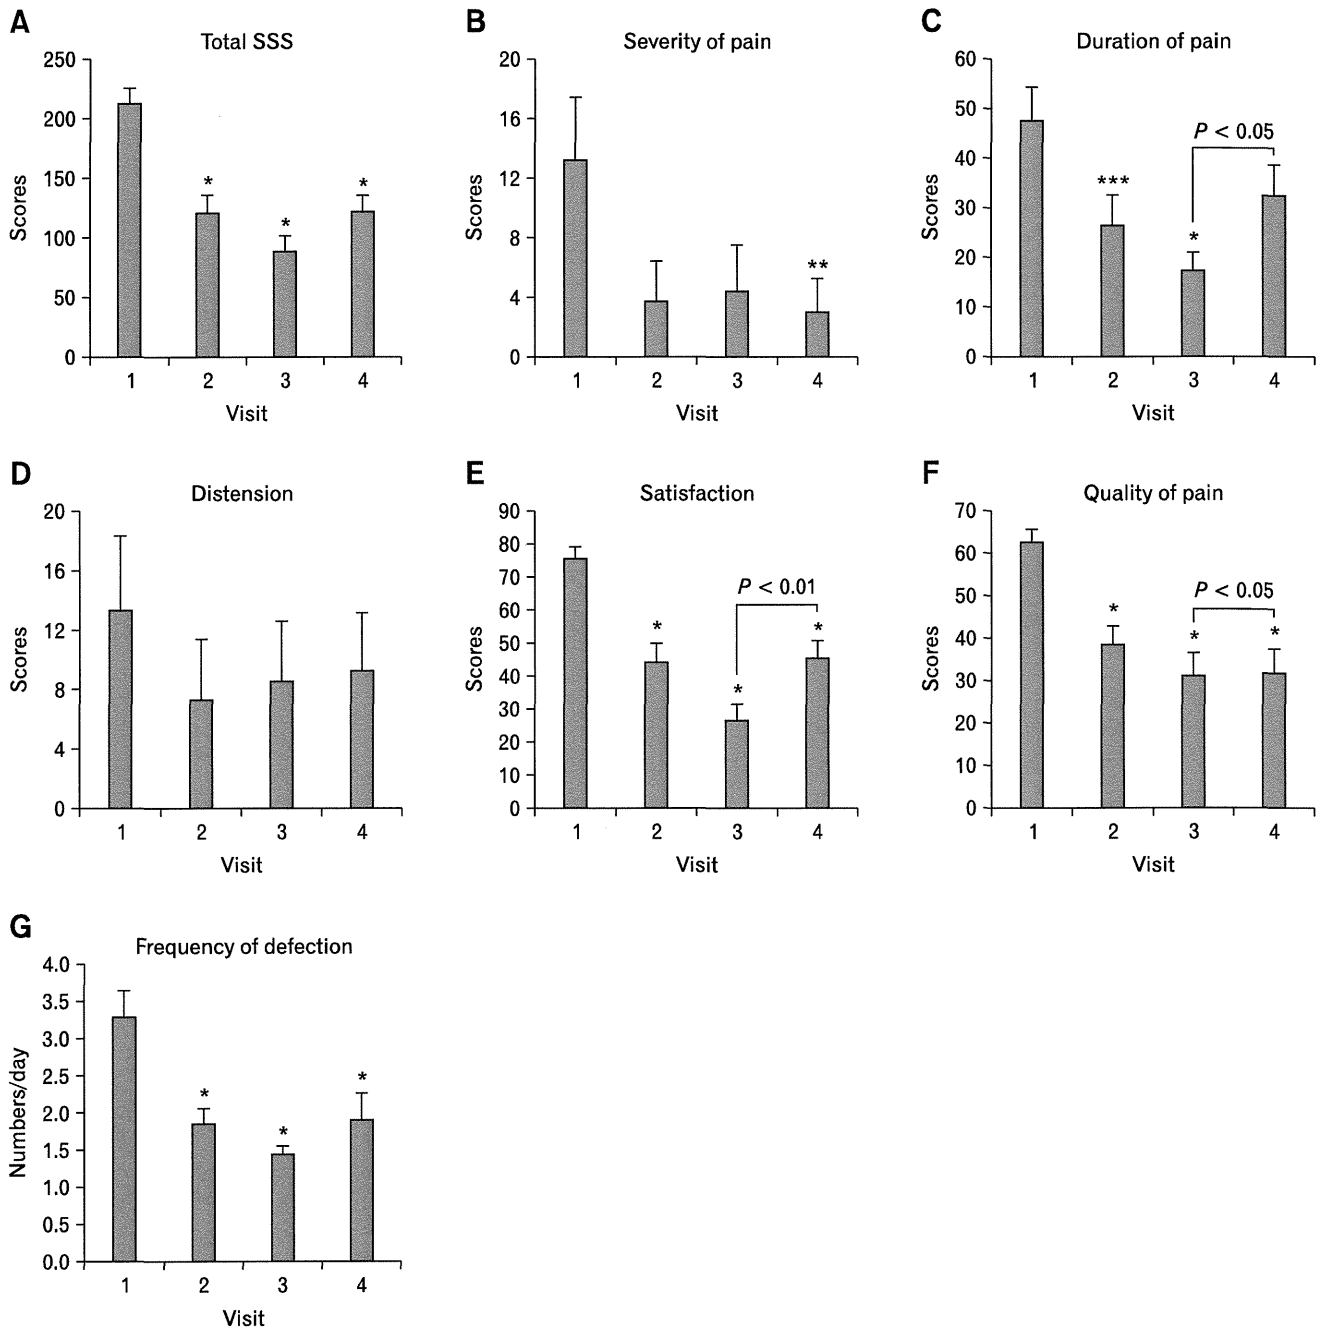 A
Total SSS
250
200
150
100
50
0
Scores
*
*
*
1 2 3 4
Visit
B
Severity of pain
20
16
12
8
4
0
Scores
**
1 2 3 4
Visit
C
Duration of pain
60
50
40
30
20
10
0
Scores
P < 0.05
***
*
1 2 3 4
Visit
D
Distension
20
16
12
8
4
0
Scores
1 2 3 4
Visit
E
Satisfaction
90
80
70
60
50
40
30
20
10
0
Scores
P < 0.01
*
*
*
1 2 3 4
Visit
F
Quality of pain
70
60
50
40
30
20
10
0
Scores
P < 0.05
*
*
*
1 2 3 4
Visit
G
Frequency of defection
4.0
3.5
3.0
2.5
2.0
1.5
1.0
0.5
0.0
Numbers/day
*
*
*
1 2 3 4
Visit